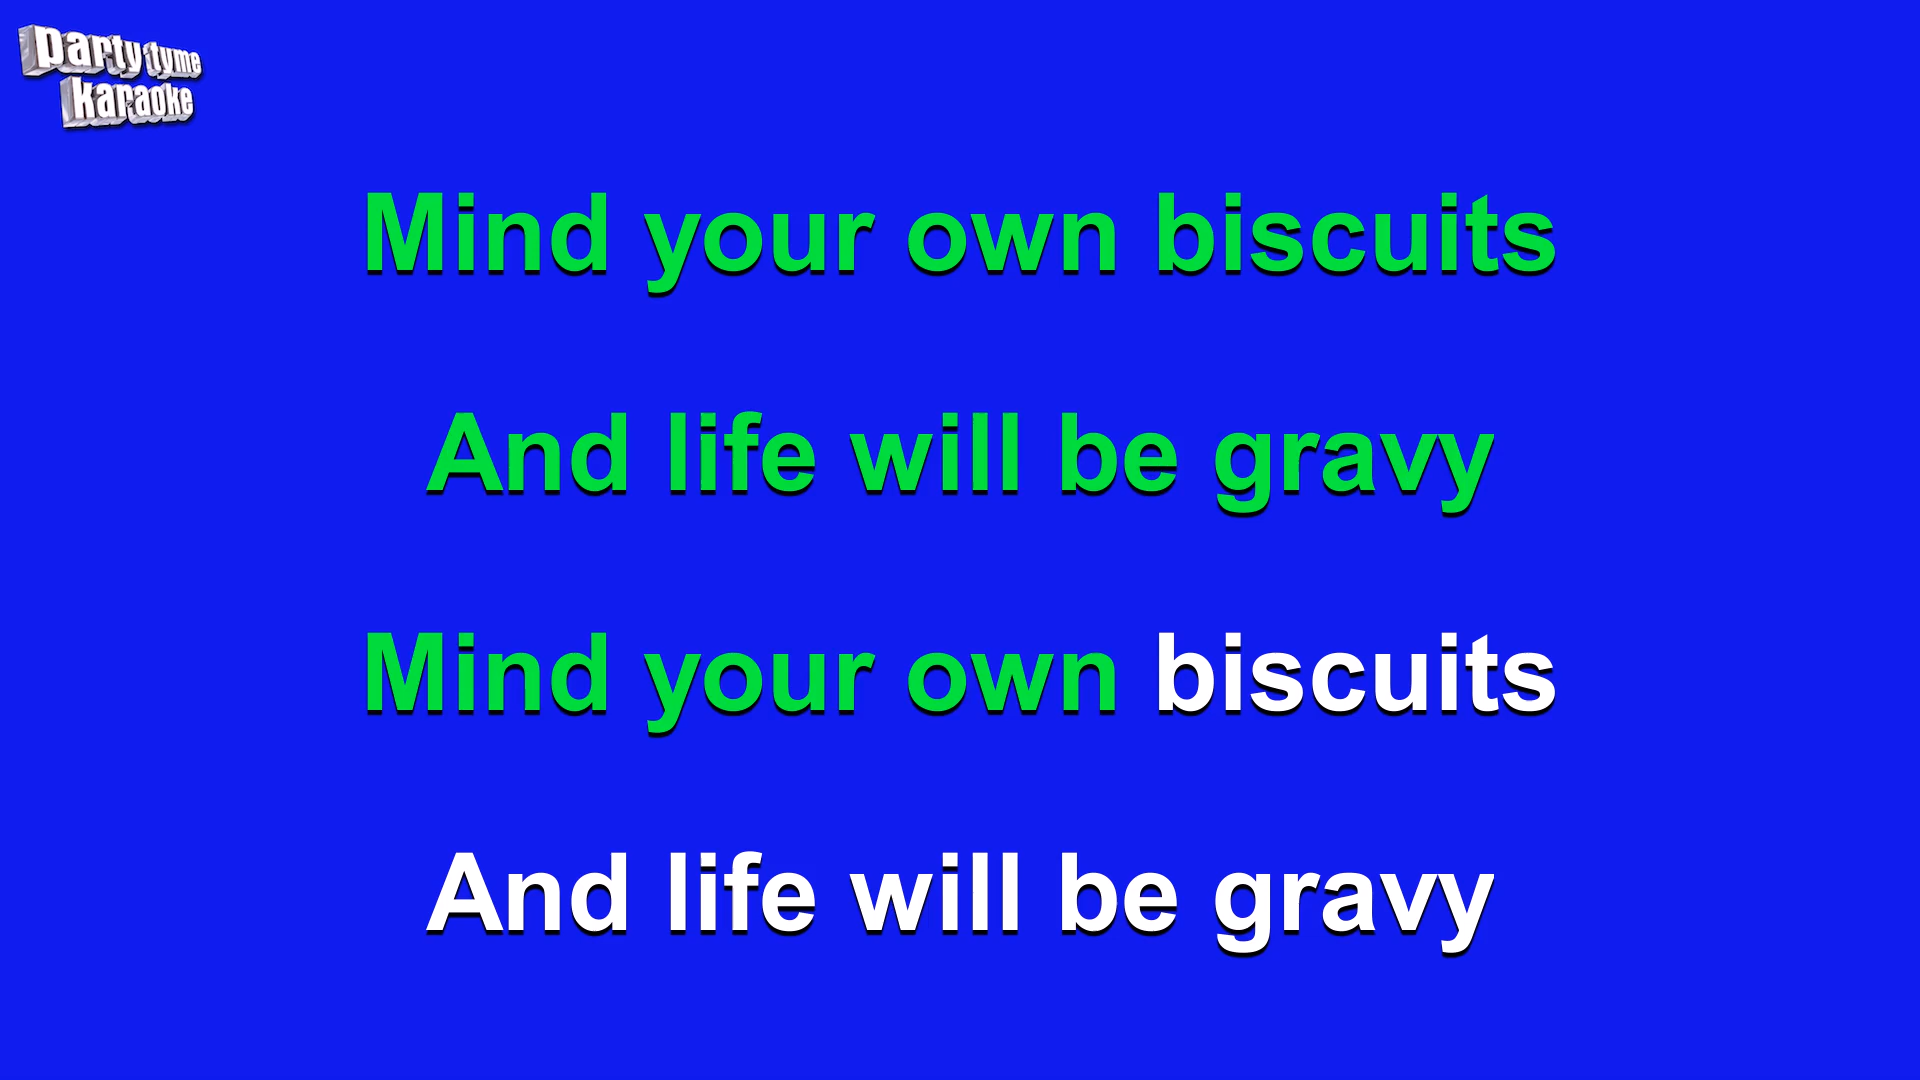 party tyme
karaoke
Mind your own biscuits
And life will be gravy
Mind your own biscuits
And life will be gravy